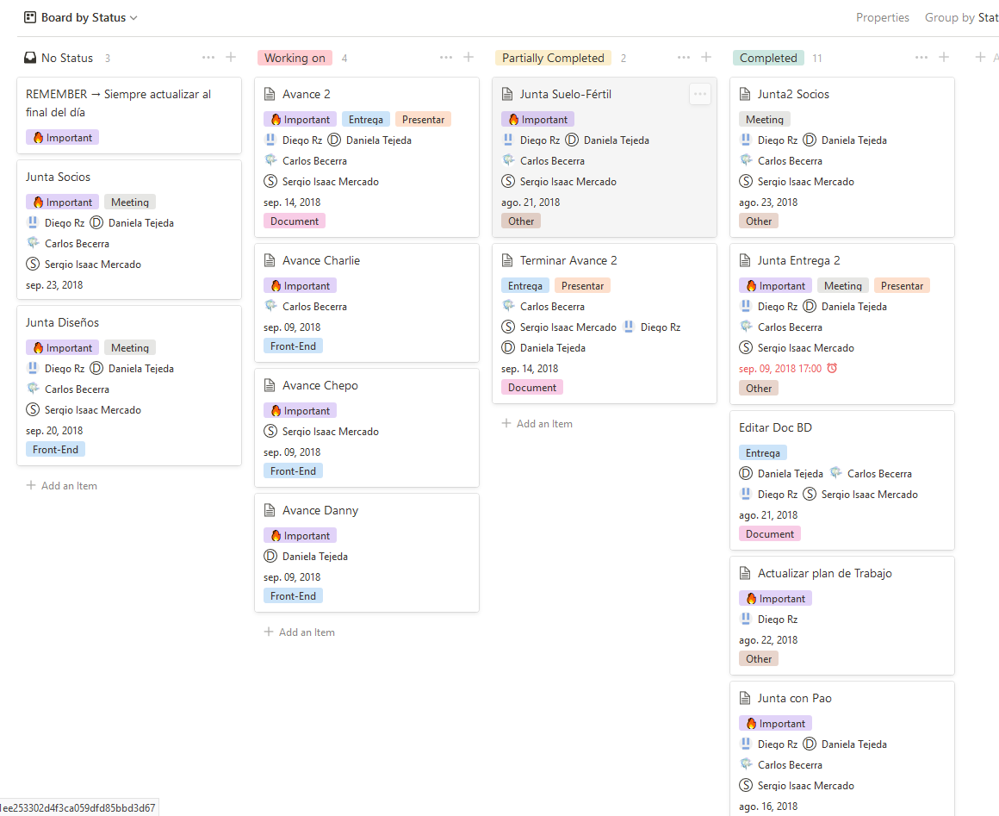 Board by Status
Properties Group by Stat
No Status 3
REMEMBER → Siempre actualizar al
final del día
Important
Junta Socios
Important Meeting
Diego Rz D Daniela Tejeda
Carlos Becerra
S Sergio Isaac Mercado
sep. 23, 2018
Junta Diseños
Important Meeting
Diego Rz D Daniela Tejeda
Carlos Becerra
S Sergio Isaac Mercado
sep. 20, 2018
Front-End
+ Add an Item
Working on 4
Avance 2
Important Entrega Presentar
Diego Rz D Daniela Tejeda
Carlos Becerra
S Sergio Isaac Mercado
sep. 14, 2018
Document
Avance Charlie
Important
Carlos Becerra
sep. 09, 2018
Front-End
Avance Chepo
Important
S Sergio Isaac Mercado
sep. 09, 2018
Front-End
Avance Danny
Important
D Daniela Tejeda
sep. 09, 2018
Front-End
+ Add an Item
Partially Completed 2
Junta Suelo-Fértil
Important
Diego Rz D Daniela Tejeda
Carlos Becerra
S Sergio Isaac Mercado
ago. 21, 2018
Other
Terminar Avance 2
Entrega Presentar
Carlos Becerra
S Sergio Isaac Mercado Diego Rz
D Daniela Tejeda
sep. 14, 2018
Document
+ Add an Item
Completed 11
Junta2 Socios
Meeting
Diego Rz D Daniela Tejeda
Carlos Becerra
S Sergio Isaac Mercado
ago. 23, 2018
Other
Junta Entrega 2
Important Meeting Presentar
Diego Rz D Daniela Tejeda
Carlos Becerra
S Sergio Isaac Mercado
sep. 09, 2018 17:00
Other
Editar Doc BD
Entrega
D Daniela Tejeda Carlos Becerra
Diego Rz S Sergio Isaac Mercado
ago. 21, 2018
Document
Actualizar plan de Trabajo
Important
Diego Rz
ago. 22, 2018
Other
Junta con Pao
Important
Diego Rz D Daniela Tejeda
Carlos Becerra
S Sergio Isaac Mercado
ago. 16, 2018
+ A
1ee253302d4f3ca059dfd85bbd3d67